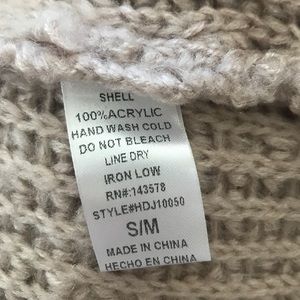 SHELL
100%ACRYLIC
HAND WASH COLD
DO NOT BLEACH
LINE DRY
IRON LOW
RN#:143578
STYLE#HDJ10050
S/M
MADE IN CHINA
HECHO EN CHINA